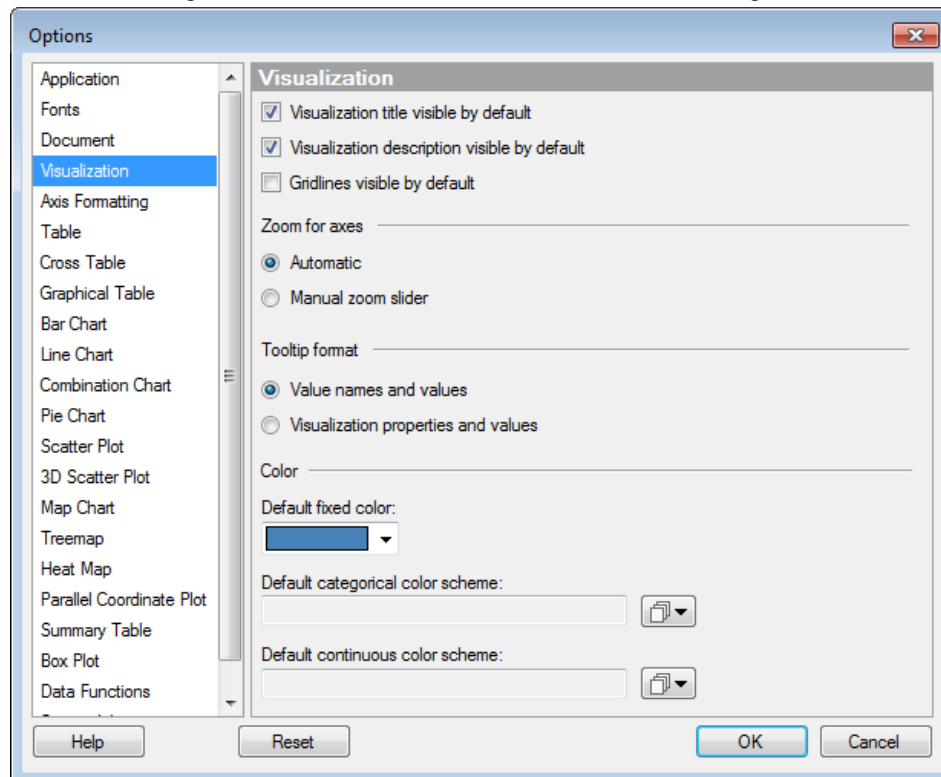 Options
Application
Fonts
Document
Visualization
Axis Formatting
Table
Cross Table
Graphical Table
Bar Chart
Line Chart
Combination Chart
Pie Chart
Scatter Plot
3D Scatter Plot
Map Chart
Treemap
Heat Map
Parallel Coordinate Plot
Summary Table
Box Plot
Data Functions
Visualization
Visualization title visible by default
Visualization description visible by default
Gridlines visible by default
Zoom for axes
Automatic
Manual zoom slider
Tooltip format
Value names and values
Visualization properties and values
Color
Default fixed color:
Default categorical color scheme:
Default continuous color scheme:
Help
Reset
OK
Cancel